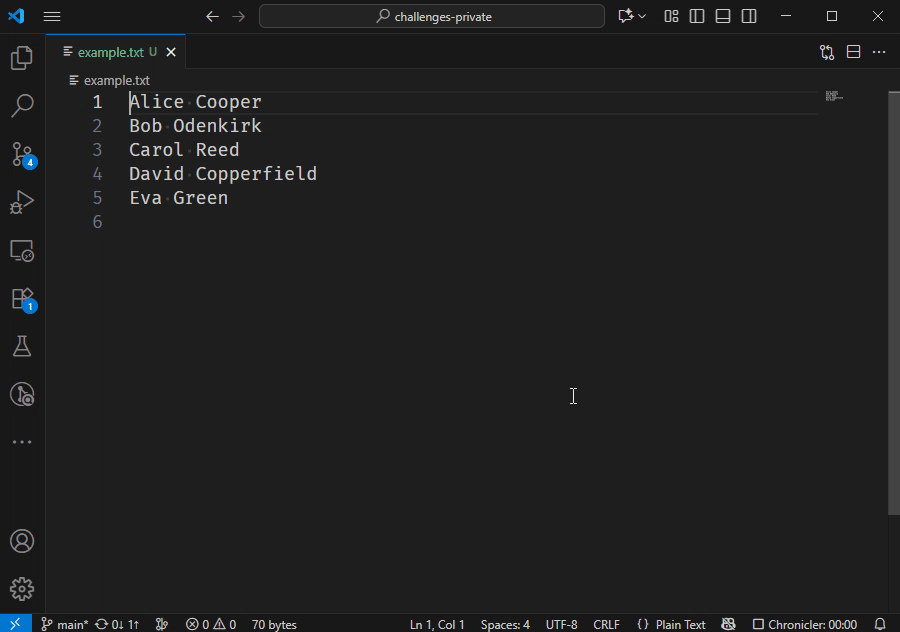 challenges-private
example.txt U
example.txt
1 Alice Cooper
2 Bob Odenkirk
3 Carol Reed
4 David Copperfield
5 Eva Green
6
4
1
main* 0↓ 1↑ 0 0 70 bytes Ln 1, Col 1 Spaces: 4 UTF-8 CRLF {} Plain Text Chronicler: 00:00